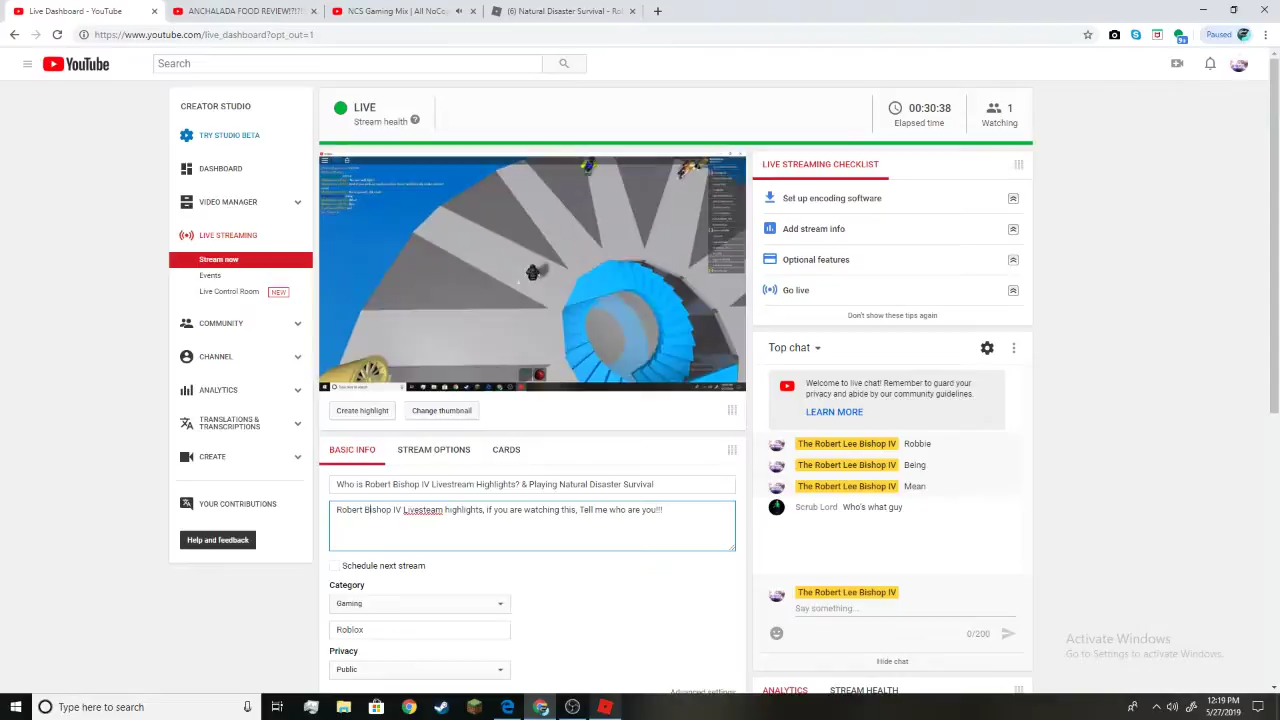 Live Dashboard - YouTube
ANCHALADA FOOD REVIEW!?!?
NCS Gaming Mix | All No
(6) Natural Disaster Survival - Ro
https://www.youtube.com/live_dashboard?opt_out=1
9+
Paused
YouTube
Search
CREATOR STUDIO
TRY STUDIO BETA
DASHBOARD
VIDEO MANAGER
LIVE STREAMING
Stream now
Events
Live Control Room NEW
COMMUNITY
CHANNEL
ANALYTICS
TRANSLATIONS &
TRANSCRIPTIONS
CREATE
YOUR CONTRIBUTIONS
Help and feedback
LIVE
Stream health ?
00:30:38
Elapsed time
1
Watching
Create highlight
Change thumbnail
BASIC INFO
STREAM OPTIONS
CARDS
Who is Robert Bishop IV Livestream Highlights? & Playing Natural Disaster Survival
Robert Bishop IV Livesteam highlights, if you are watching this, Tell me who are you!!!
Schedule next stream
Category
Gaming
Roblox
Privacy
Public
Advanced settings
LIVE STREAMING CHECKLIST
Set up encoding software
Add stream info
Optional features
Go live
Don't show these tips again
Top chat
Welcome to live chat! Remember to guard your
privacy and abide by our community guidelines.
LEARN MORE
The Robert Lee Bishop IV Robbie
The Robert Lee Bishop IV Being
The Robert Lee Bishop IV Mean
Scrub Lord Who's what guy
The Robert Lee Bishop IV
Say something...
0/200
Hide chat
ANALYTICS
STREAM HEALTH
Activate Windows
Go to Settings to activate Windows.
Type here to search
12:19 PM
5/27/2019